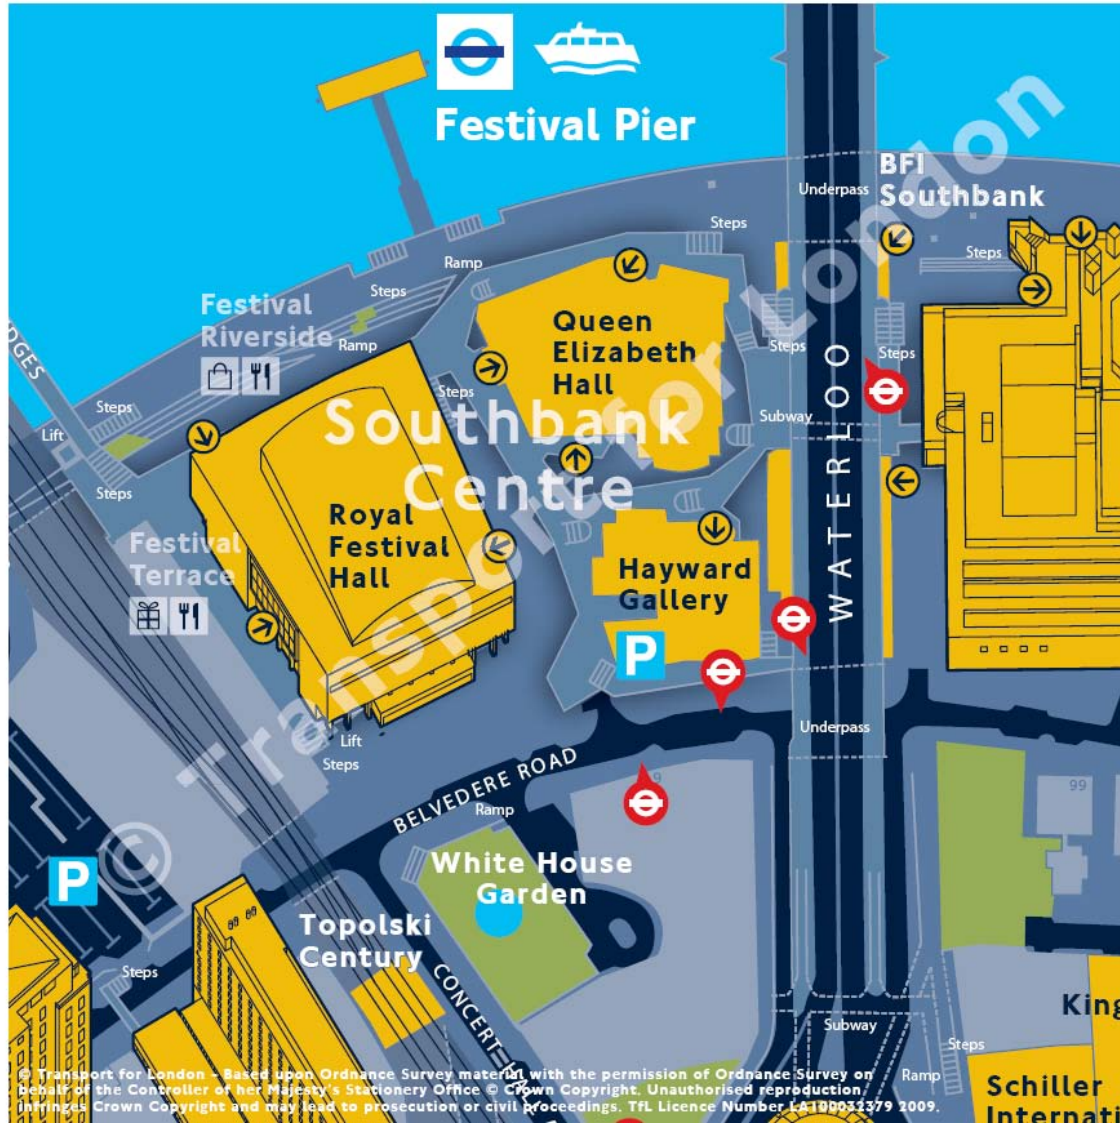 Festival Pier
BFI
Southbank
Underpass
Steps
Steps
Ramp
Steps
Festival
Riverside
Ramp
Queen
Elizabeth
Hall
Steps
Steps
Steps
Steps
Lift
Subway
Southbank
Centre
Steps
WATERLOO
Royal
Festival
Hall
Festival
Terrace
Hayward
Gallery
P
Lift
Steps
Underpass
BELVEDERE ROAD
Ramp
99
White House
Garden
P
Topolski
Century
Steps
CONCERT HALL
King
Subway
Steps
Ramp
Schiller
Internati
© Transport for London
© Transport for London - Based upon Ordnance Survey material with the permission of Ordnance Survey on
behalf of the Controller of her Majesty's Stationery Office © Crown Copyright. Unauthorised reproduction
infringes Crown Copyright and may lead to prosecution or civil proceedings. TfL Licence Number LA100032379 2009.